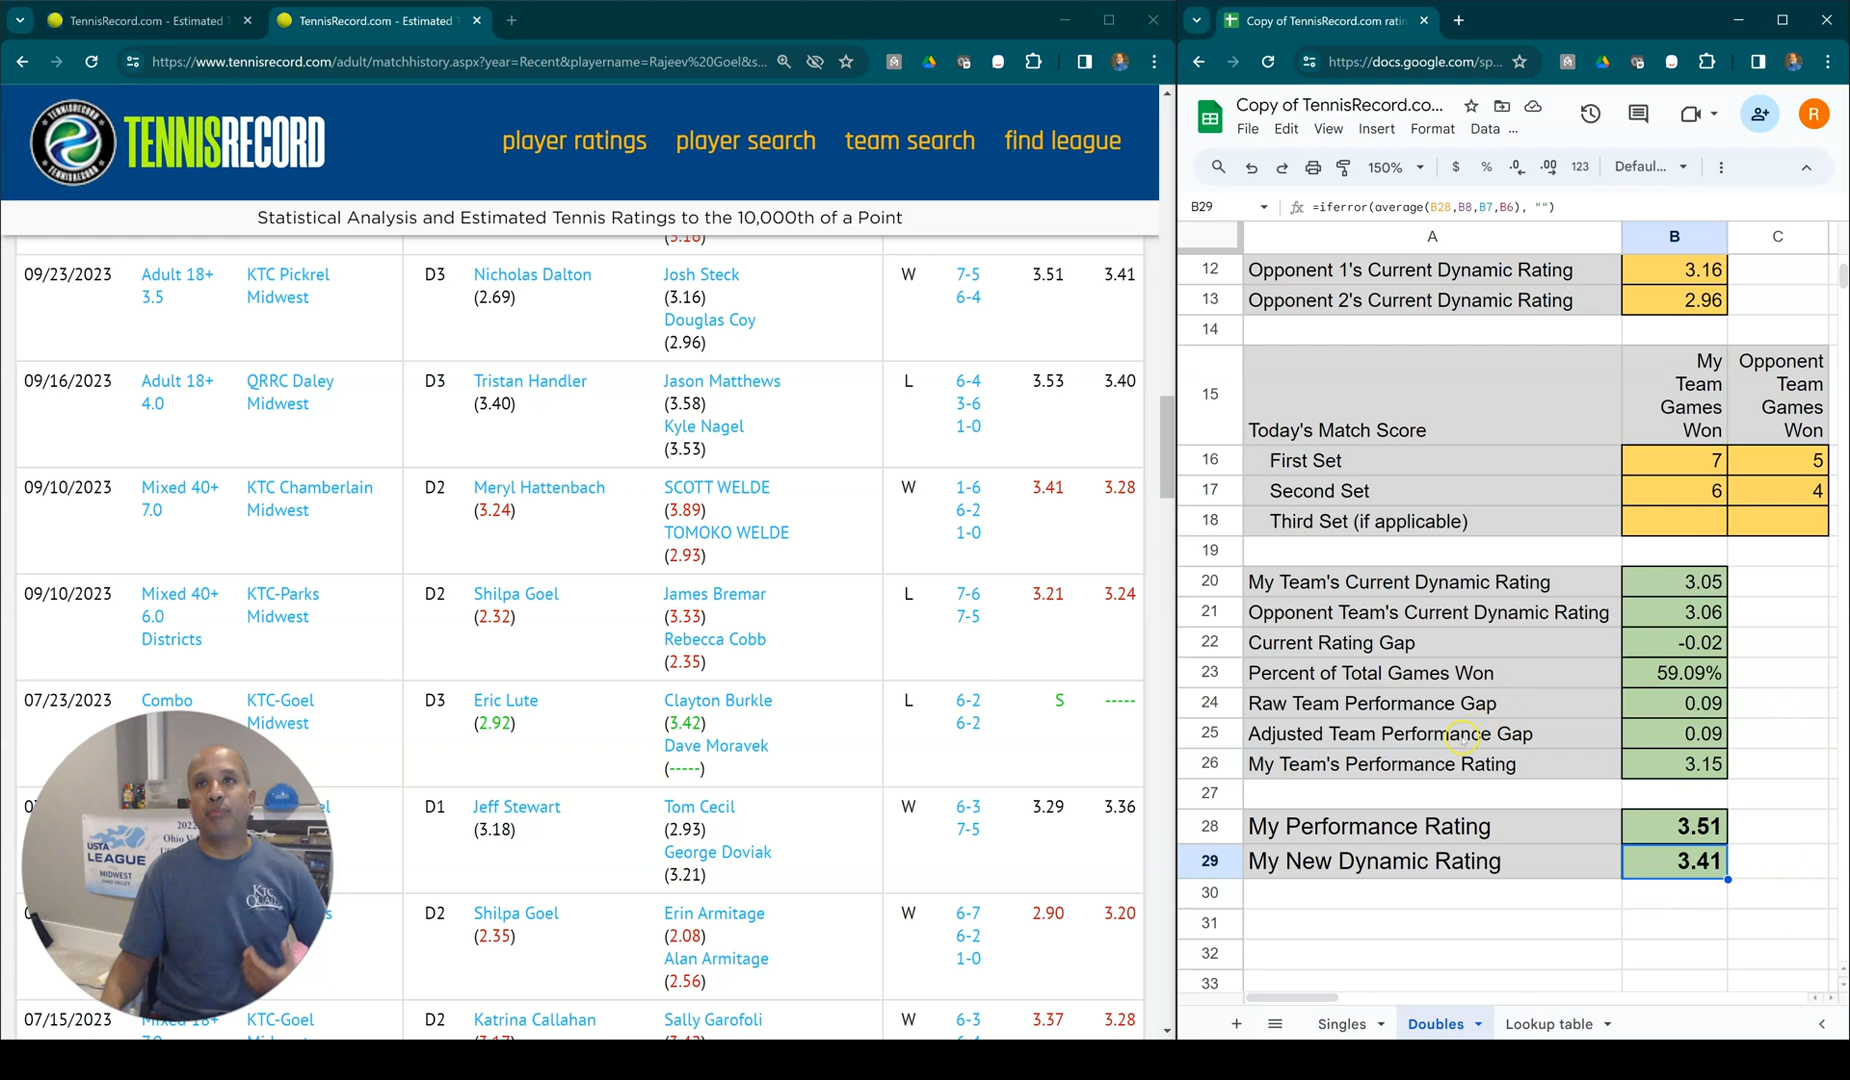 TennisRecord.com - Estimated
TennisRecord.com - Estimated
https://www.tennisrecord.com/adult/matchhistory.aspx?year=Recent&playername=Rajeev%20Goel&s...
TENNISRECORD
player ratings player search team search find league
Statistical Analysis and Estimated Tennis Ratings to the 10,000th of a Point
(3.16)
09/23/2023 Adult 18+ KTC Pickrel D3 Nicholas Dalton Josh Steck W 7-5 3.51 3.41
3.5 Midwest (2.69) (3.16) 6-4
Douglas Coy
(2.96)
09/16/2023 Adult 18+ QRRC Daley D3 Tristan Handler Jason Matthews L 6-4 3.53 3.40
4.0 Midwest (3.40) (3.58) 3-6
Kyle Nagel 1-0
(3.53)
09/10/2023 Mixed 40+ KTC Chamberlain D2 Meryl Hattenbach SCOTT WELDE W 1-6 3.41 3.28
7.0 Midwest (3.24) (3.89) 6-2
TOMOKO WELDE 1-0
(2.93)
09/10/2023 Mixed 40+ KTC-Parks D2 Shilpa Goel James Bremar L 7-6 3.21 3.24
6.0 Midwest (2.32) (3.33) 7-5
Districts Rebecca Cobb
(2.35)
07/23/2023 Combo KTC-Goel D3 Eric Lute Clayton Burkle L 6-2 S -----
Midwest (2.92) (3.42) 6-2
Dave Moravek
(-----)
D1 Jeff Stewart Tom Cecil W 6-3 3.29 3.36
(3.18) (2.93) 7-5
George Doviak
(3.21)
D2 Shilpa Goel Erin Armitage W 6-7 2.90 3.20
(2.35) (2.08) 6-2
Alan Armitage 1-0
(2.56)
07/15/2023 Mixed 18+ KTC-Goel D2 Katrina Callahan Sally Garofoli W 6-3 3.37 3.28
2022
USTA
LEAGUE
MIDWEST
KTC
QUAIL
Copy of TennisRecord.com ratin
https://docs.google.com/sp...
Copy of TennisRecord.co...
R
File Edit View Insert Format Data ...
150% $ % .0 .00 123 Defaul...
B29 fx =iferror(average(B28,B8,B7,B6), "")
A B C
12 Opponent 1's Current Dynamic Rating 3.16
13 Opponent 2's Current Dynamic Rating 2.96
14
My Opponent
Team Team
15 Games Games
Today's Match Score Won Won
16 First Set 7 5
17 Second Set 6 4
18 Third Set (if applicable)
19
20 My Team's Current Dynamic Rating 3.05
21 Opponent Team's Current Dynamic Rating 3.06
22 Current Rating Gap -0.02
23 Percent of Total Games Won 59.09%
24 Raw Team Performance Gap 0.09
25 Adjusted Team Performance Gap 0.09
26 My Team's Performance Rating 3.15
27
28 My Performance Rating 3.51
29 My New Dynamic Rating 3.41
30
31
32
33
Singles Doubles Lookup table